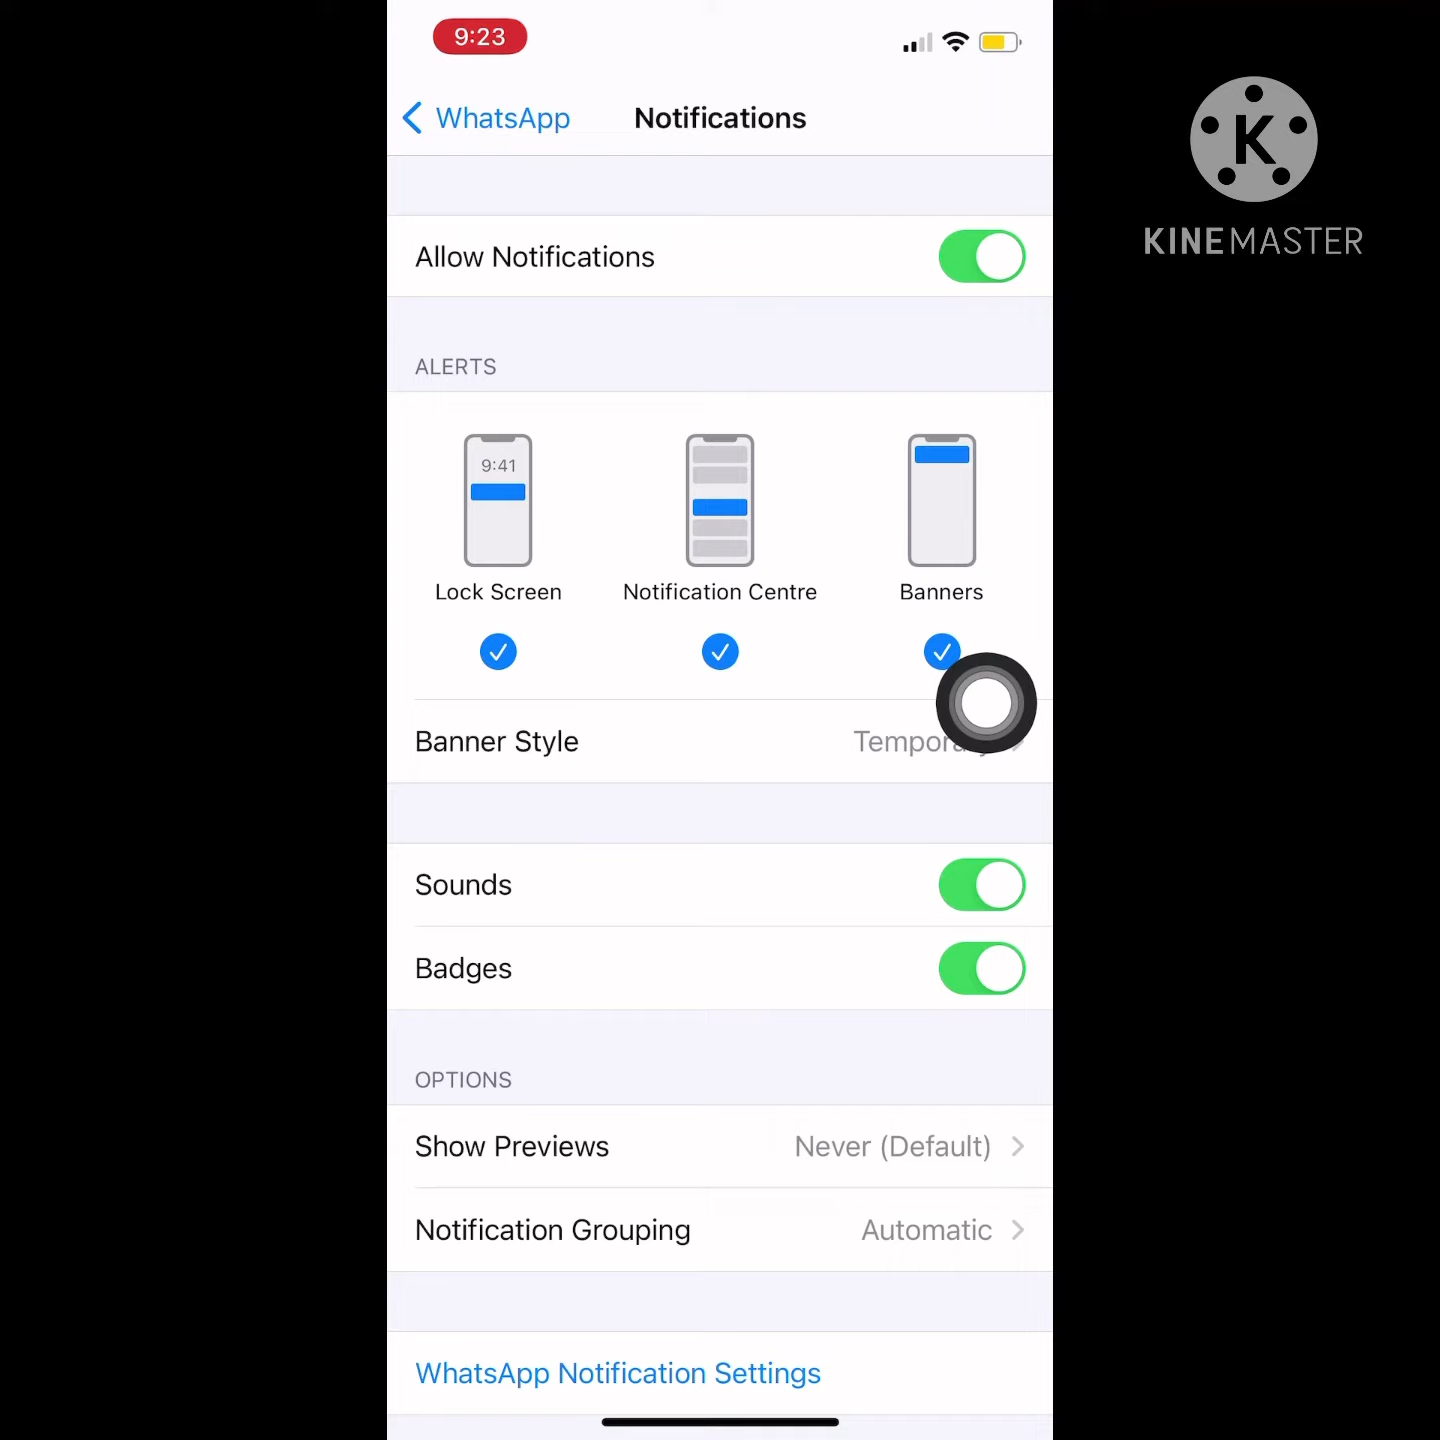 9:23
WhatsApp
Notifications
K
KINEMASTER
Allow Notifications
ALERTS
9:41
Lock Screen
Notification Centre
Banners
Banner Style
Sounds
Badges
OPTIONS
Show Previews
Never (Default)
Notification Grouping
Automatic
WhatsApp Notification Settings